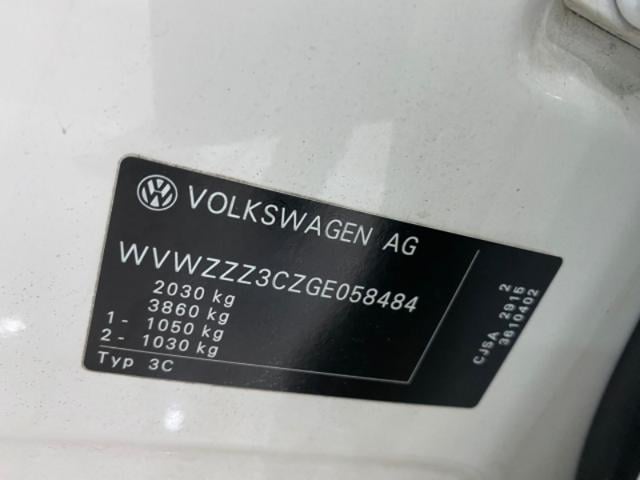 VOLKSWAGEN AG
WVWZZZ3CZGE058484
2030 kg
3860 kg
1- 1050 kg
2- 1030 kg
Typ 3C
CJSA 2915 2
3610402